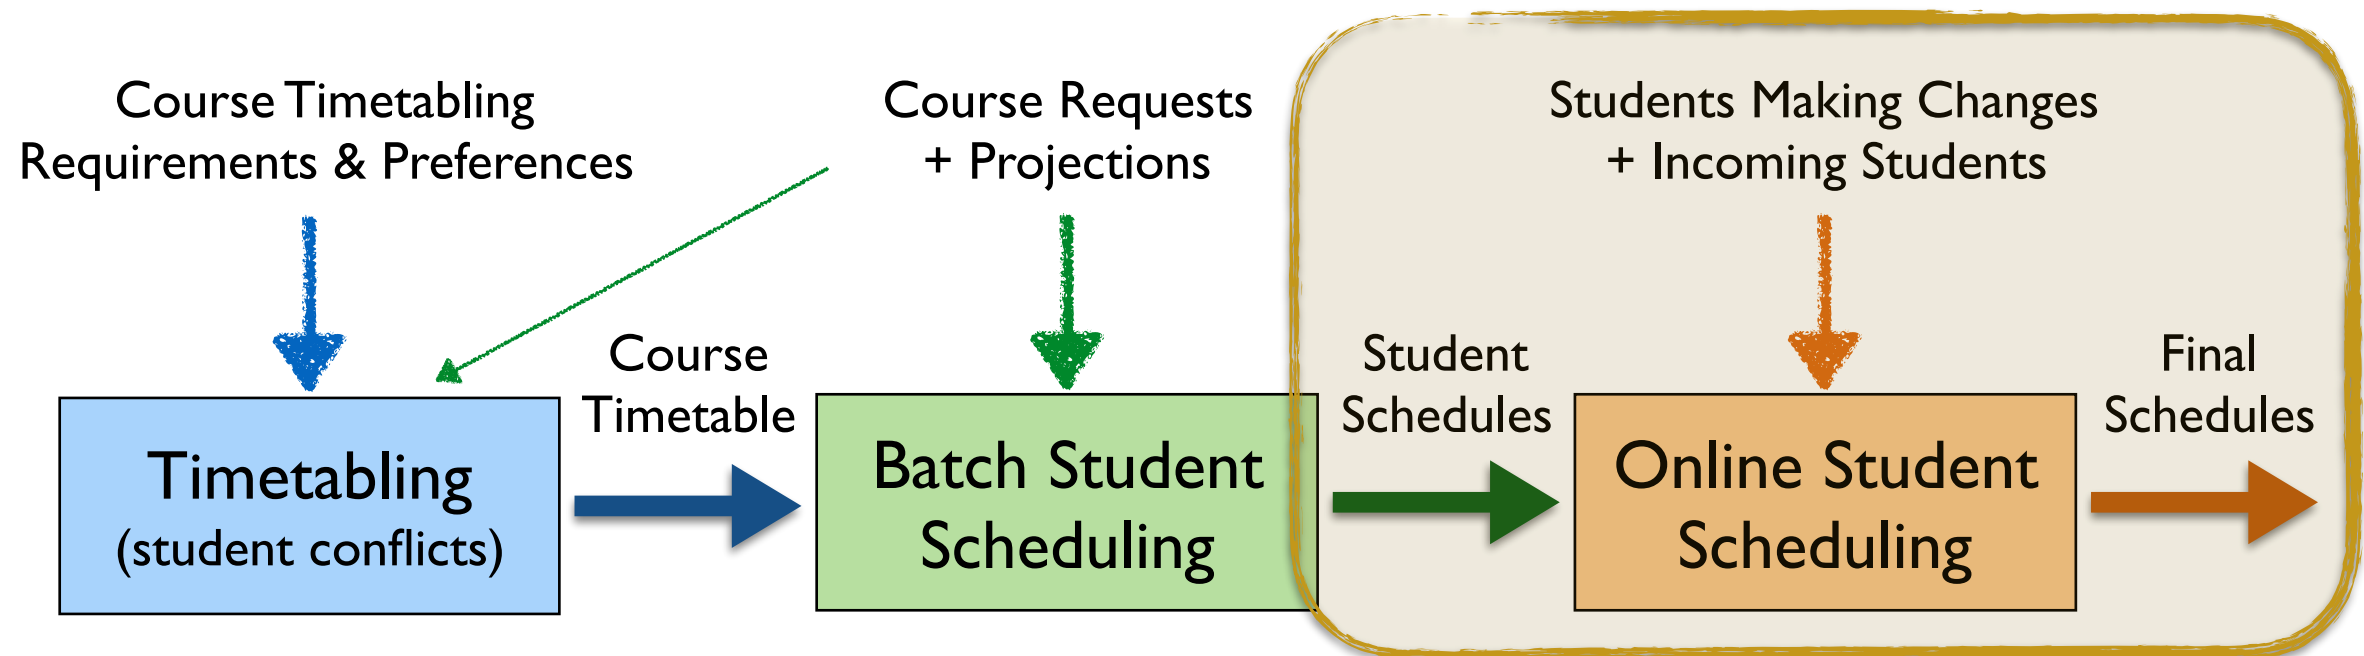 Course Timetabling
Requirements & Preferences
Course Requests
+ Projections
Students Making Changes
+ Incoming Students
Course
Timetable
Student
Schedules
Final
Schedules
Timetabling
(student conflicts)
Batch Student
Scheduling
Online Student
Scheduling